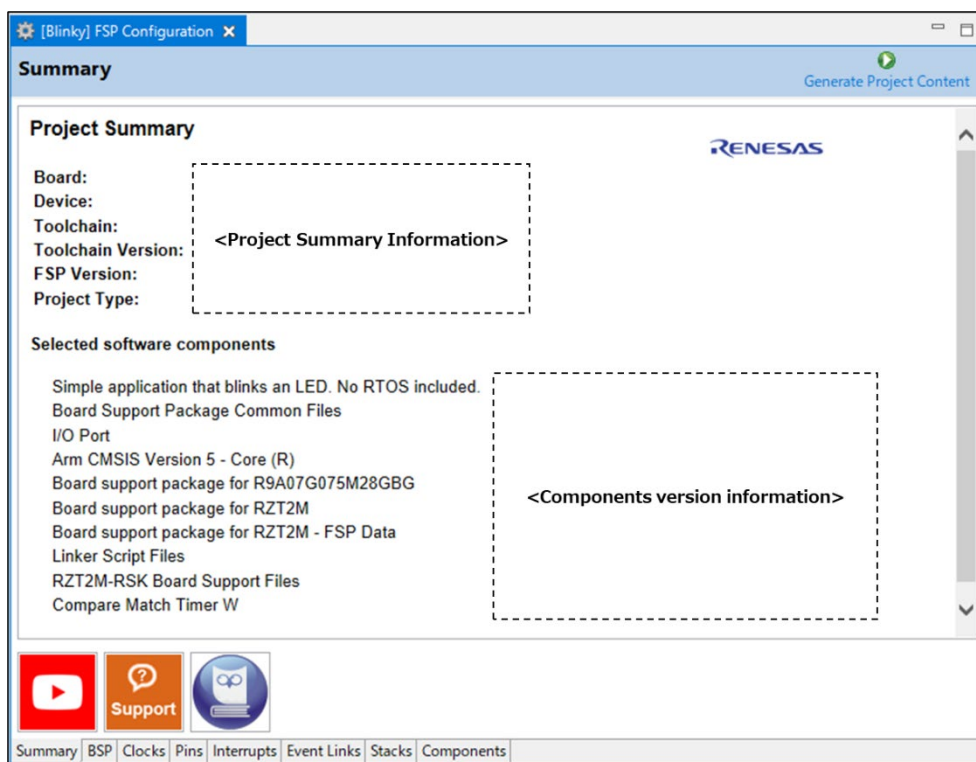 [Blinky] FSP Configuration
Summary
Generate Project Content
Project Summary
RENESAS
Board:
Device:
Toolchain:
Toolchain Version:
FSP Version:
Project Type:
<Project Summary Information>
Selected software components
Simple application that blinks an LED. No RTOS included.
Board Support Package Common Files
I/O Port
Arm CMSIS Version 5 - Core (R)
Board support package for R9A07G075M28GBG
Board support package for RZT2M
Board support package for RZT2M - FSP Data
Linker Script Files
RZT2M-RSK Board Support Files
Compare Match Timer W
<Components version information>
Support
Summary BSP Clocks Pins Interrupts Event Links Stacks Components